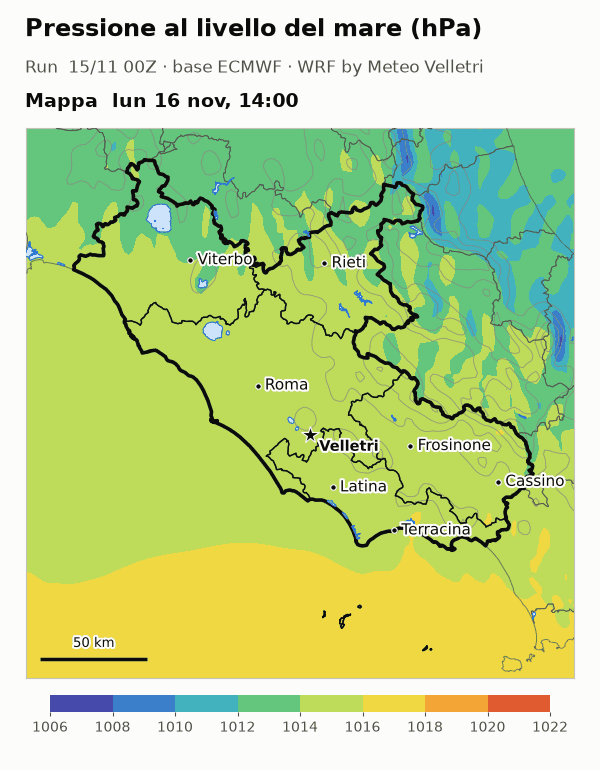 Pressione al livello del mare (hPa)
Run  15/11 00Z · base ECMWF · WRF by Meteo Velletri
Mappa  lun 16 nov, 14:00
Viterbo
Rieti
Roma
Velletri
Frosinone
Latina
Cassino
Terracina
50 km
1006 1008 1010 1012 1014 1016 1018 1020 1022